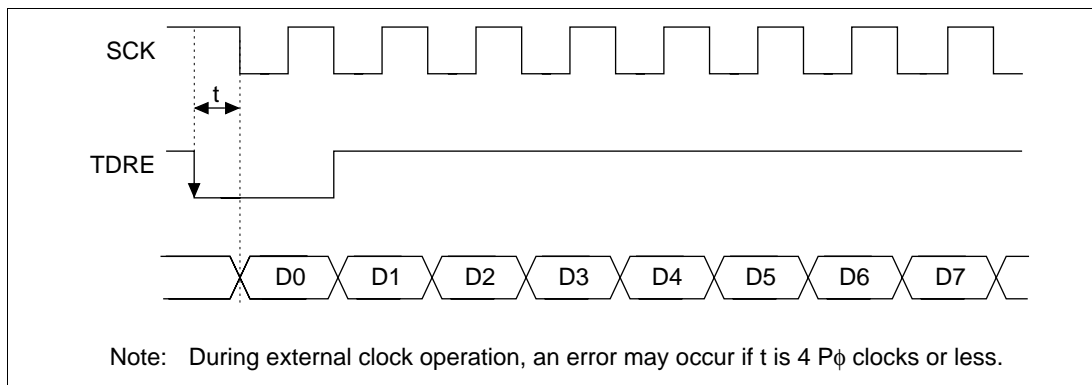 SCK
t
TDRE
D0 D1 D2 D3 D4 D5 D6 D7
Note: During external clock operation, an error may occur if t is 4 Pϕ clocks or less.